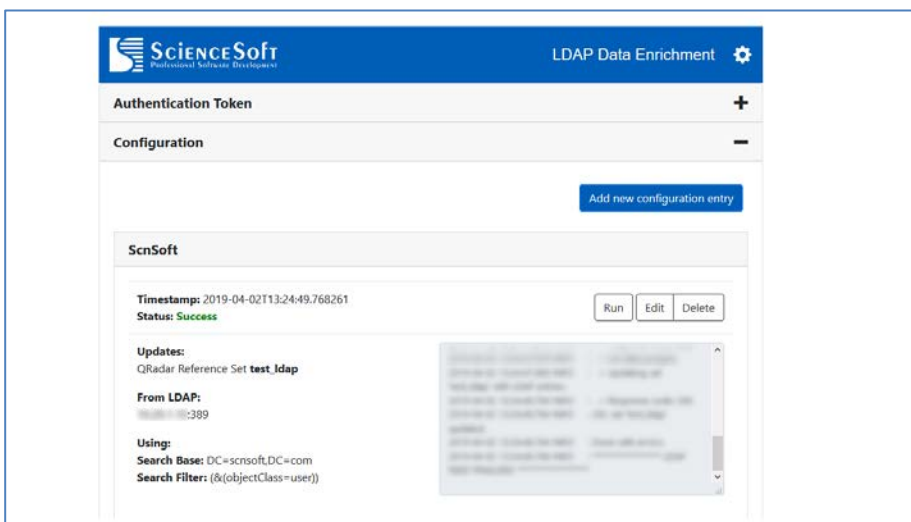 SCIENCESOFT
Professional Software Development
LDAP Data Enrichment
Authentication Token
Configuration
Add new configuration entry
ScnSoft
Timestamp: 2019-04-02T13:24:49.768261
Status: Success
Run Edit Delete
Updates:
QRadar Reference Set test_ldap
From LDAP:
:389
Using:
Search Base: DC=scnsoft,DC=com
Search Filter: (&(objectClass=user))